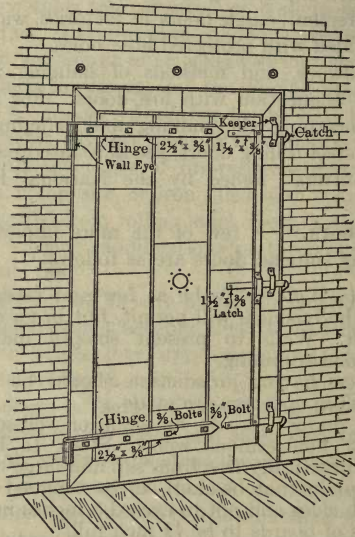 Keeper
Catch
Hinge 2½"x ⅜" 1½"x ⅜"
Wall Eye
1½"x ⅜"
Latch
Hinge ⅜" Bolts ⅜" Bolt
2½"x ⅜"